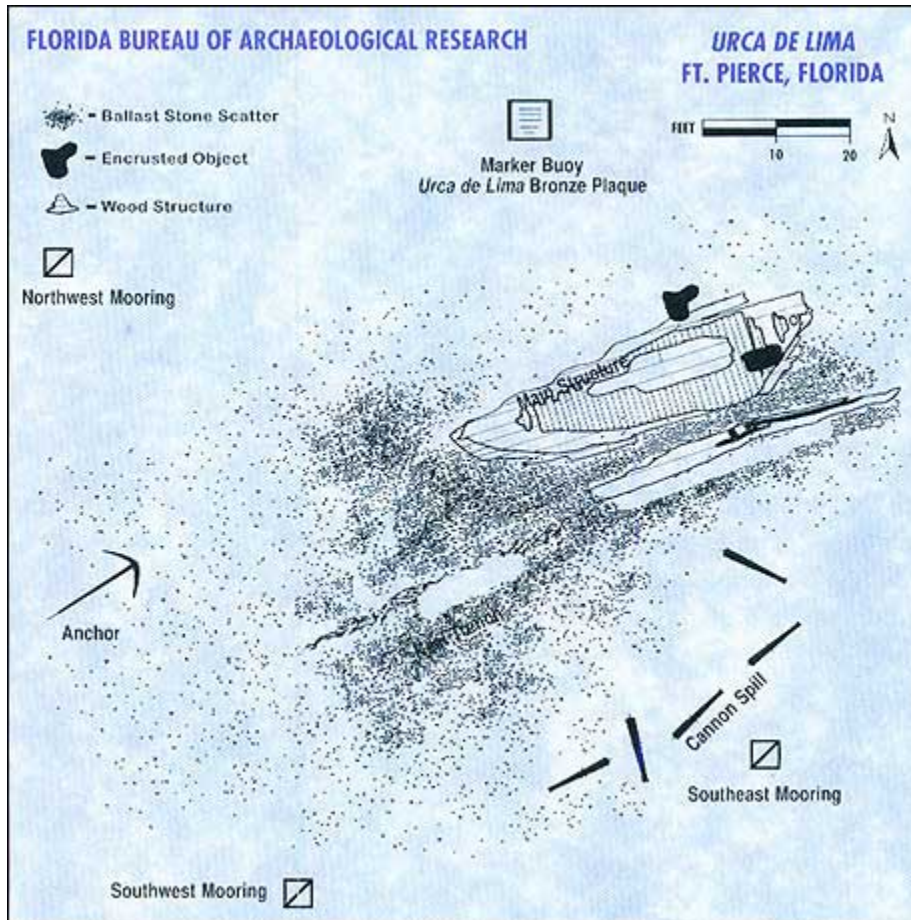 FLORIDA BUREAU OF ARCHAEOLOGICAL RESEARCH
URCA DE LIMA
FT. PIERCE, FLORIDA
- Ballast Stone Scatter
- Encrusted Object
- Wood Structure
Marker Buoy
Urca de Lima Bronze Plaque
FEET
10
20
N
Northwest Mooring
Main Structure
Anchor
Cannon Spill
Southeast Mooring
Southwest Mooring